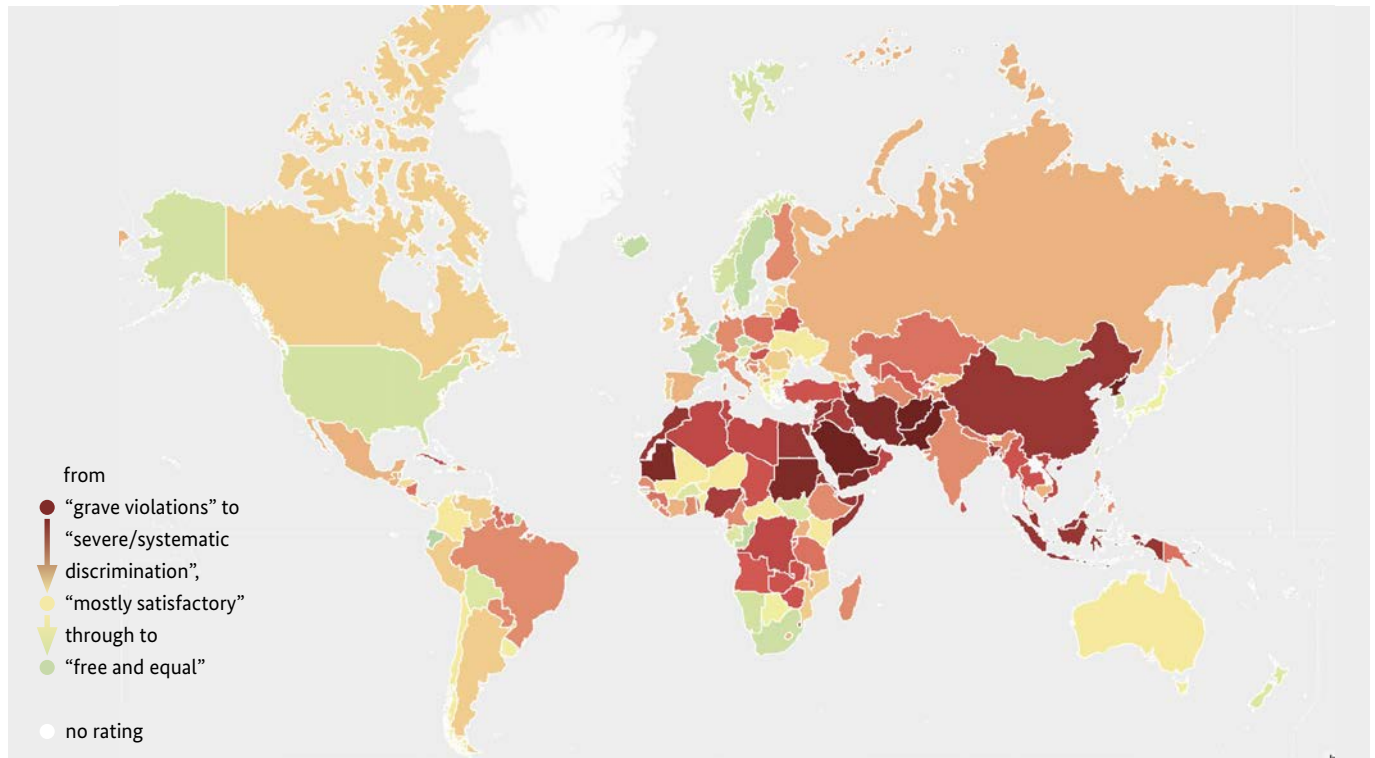 from
“grave violations” to
“severe/systematic
discrimination”,
“mostly satisfactory”
through to
“free and equal”
no rating